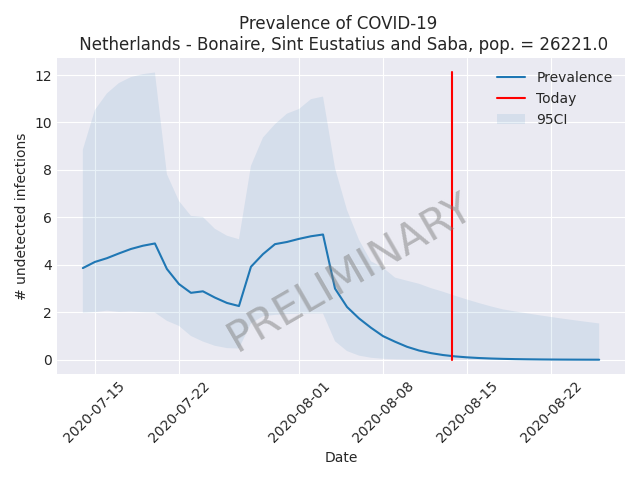 Prevalence of COVID-19
Netherlands - Bonaire, Sint Eustatius and Saba, pop. = 26221.0
12
10
8
6
4
2
0
# undetected infections
Prevalence
Today
95CI
PRELIMINARY
2020-07-15
2020-07-22
2020-08-01
2020-08-08
2020-08-15
2020-08-22
Date